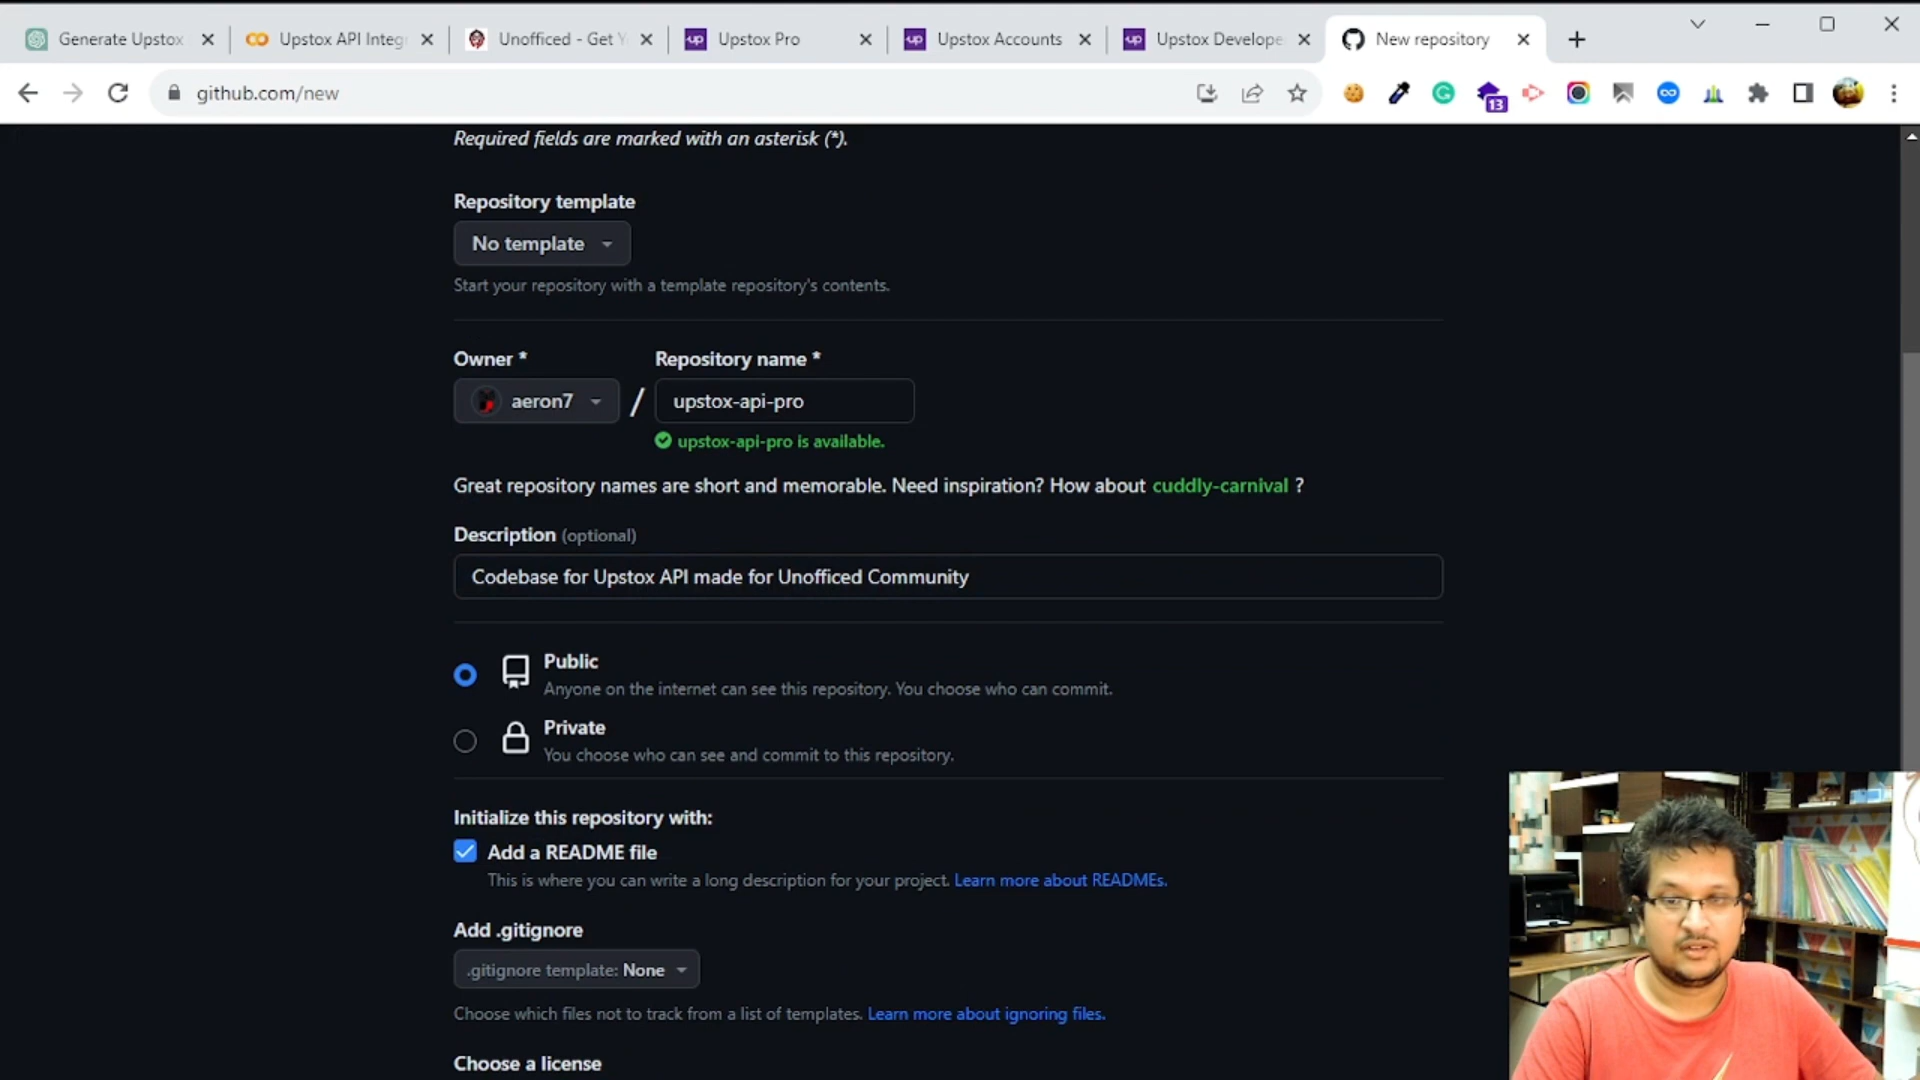 Generate Upstox
Upstox API Integ
Unofficed - Get Y
Upstox Pro
Upstox Accounts
Upstox Develope
New repository
github.com/new
13
Required fields are marked with an asterisk (*).
Repository template
No template
Start your repository with a template repository's contents.
Owner *
Repository name *
aeron7
/
upstox-api-pro
upstox-api-pro is available.
Great repository names are short and memorable. Need inspiration? How about cuddly-carnival ?
Description (optional)
Codebase for Upstox API made for Unofficed Community
Public
Anyone on the internet can see this repository. You choose who can commit.
Private
You choose who can see and commit to this repository.
Initialize this repository with:
Add a README file
This is where you can write a long description for your project. Learn more about READMEs.
Add .gitignore
.gitignore template: None
Choose which files not to track from a list of templates. Learn more about ignoring files.
Choose a license